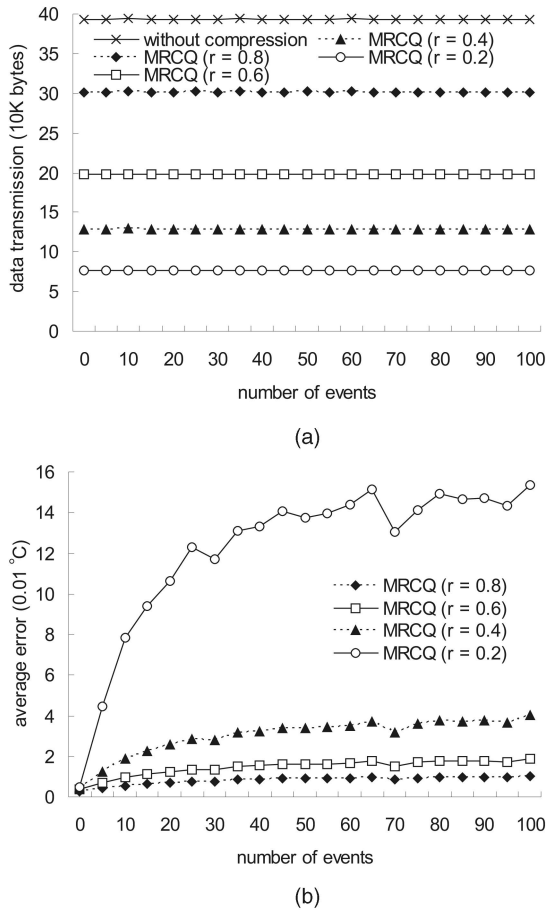 40
35
30
25
20
15
10
5
0
data transmission (10K bytes)
without compression
MRCQ (r = 0.4)
MRCQ (r = 0.8)
MRCQ (r = 0.2)
MRCQ (r = 0.6)
0 10 20 30 40 50 60 70 80 90 100
number of events
(a)
16
14
12
10
8
6
4
2
0
average error (0.01 °C)
MRCQ (r = 0.8)
MRCQ (r = 0.6)
MRCQ (r = 0.4)
MRCQ (r = 0.2)
0 10 20 30 40 50 60 70 80 90 100
number of events
(b)